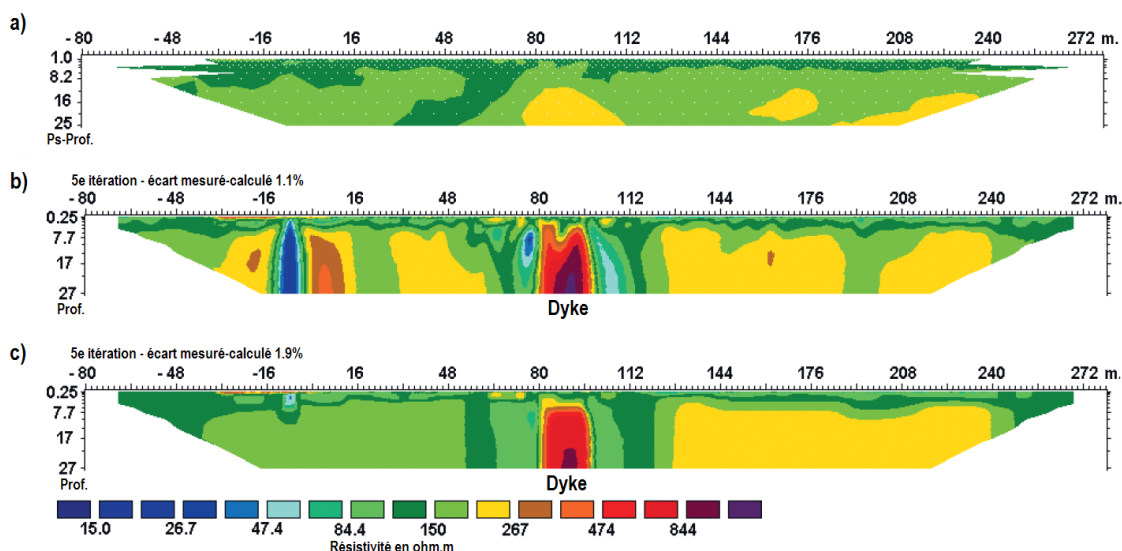 a)
- 80 - 48 -16 16 48 80 112 144 176 208 240 272 m.
1.0
8.2
16
25
Ps-Prof.
b)
5e itération - écart mesuré-calculé 1.1%
- 80 - 48 -16 16 48 80 112 144 176 208 240 272 m.
0.25
7.7
17
27
Prof.
Dyke
c)
5e itération - écart mesuré-calculé 1.9%
- 80 - 48 -16 16 48 80 112 144 176 208 240 272 m.
0.25
7.7
17
27
Prof.
Dyke
15.0 26.7 47.4 84.4 150 267 474 844
Résistivité en ohm.m